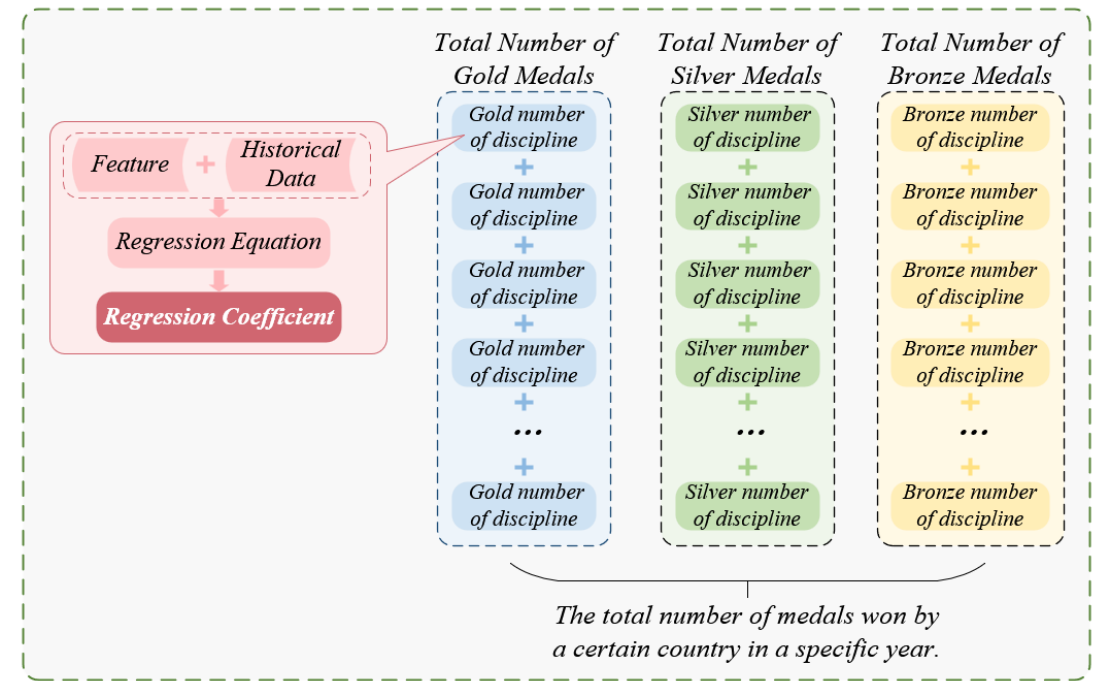 Total Number of
Gold Medals
Total Number of
Silver Medals
Total Number of
Bronze Medals
Feature
+
Historical
Data
Regression Equation
Regression Coefficient
Gold number
of discipline
+
Gold number
of discipline
+
Gold number
of discipline
+
Gold number
of discipline
+
...
+
Gold number
of discipline
Silver number
of discipline
+
Silver number
of discipline
+
Silver number
of discipline
+
Silver number
of discipline
+
...
+
Silver number
of discipline
Bronze number
of discipline
+
Bronze number
of discipline
+
Bronze number
of discipline
+
Bronze number
of discipline
+
...
+
Bronze number
of discipline
The total number of medals won by
a certain country in a specific year.